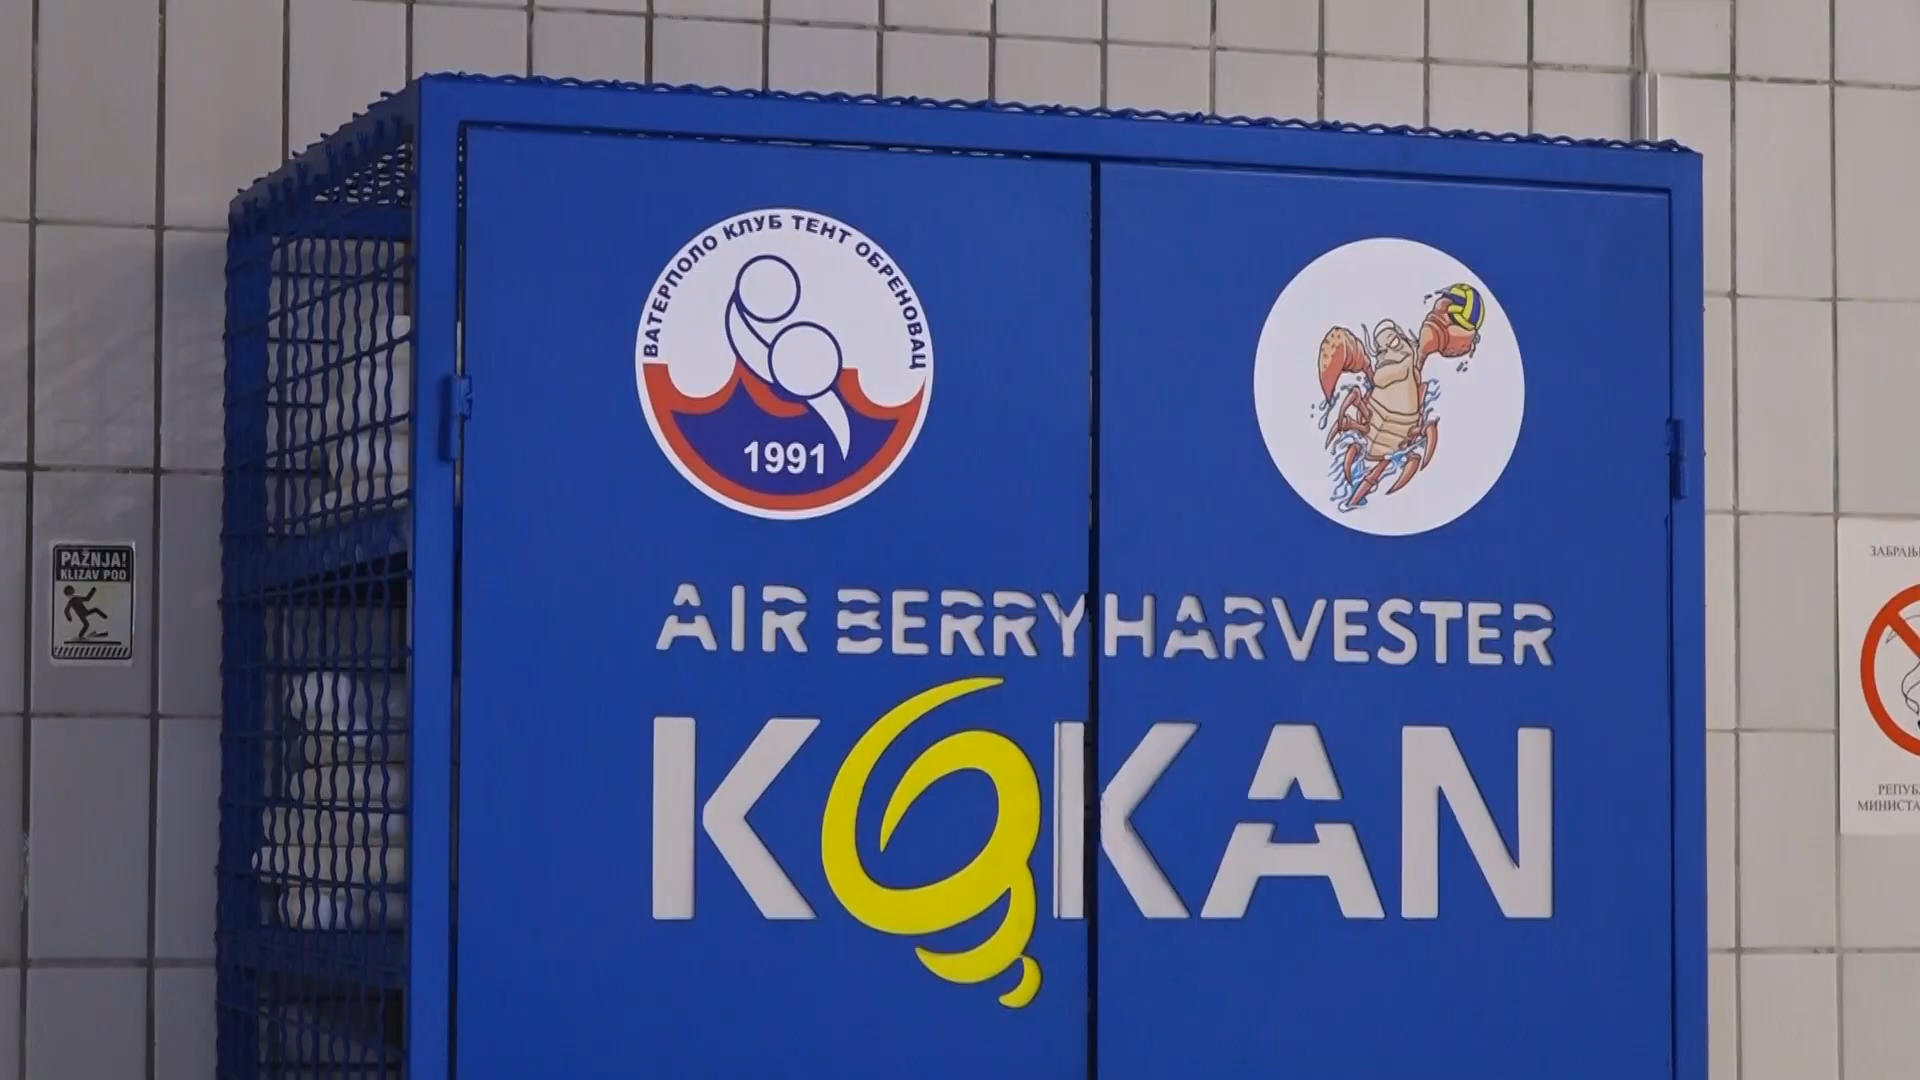 ВАТЕРПОЛО КЛУБ ТЕНТ ОБРЕНОВАЦ
1991
AIR BERRY HARVESTER
KOKAN
PAŽNJA!
KLIZAV POD